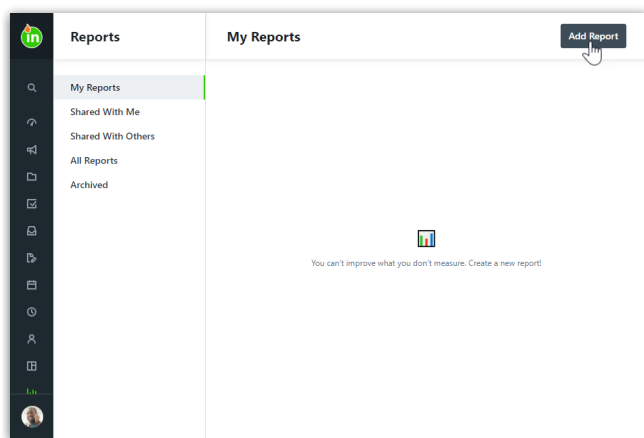 in
Reports
My Reports
Add Report
My Reports
Shared With Me
Shared With Others
All Reports
Archived
You can't improve what you don't measure. Create a new report!